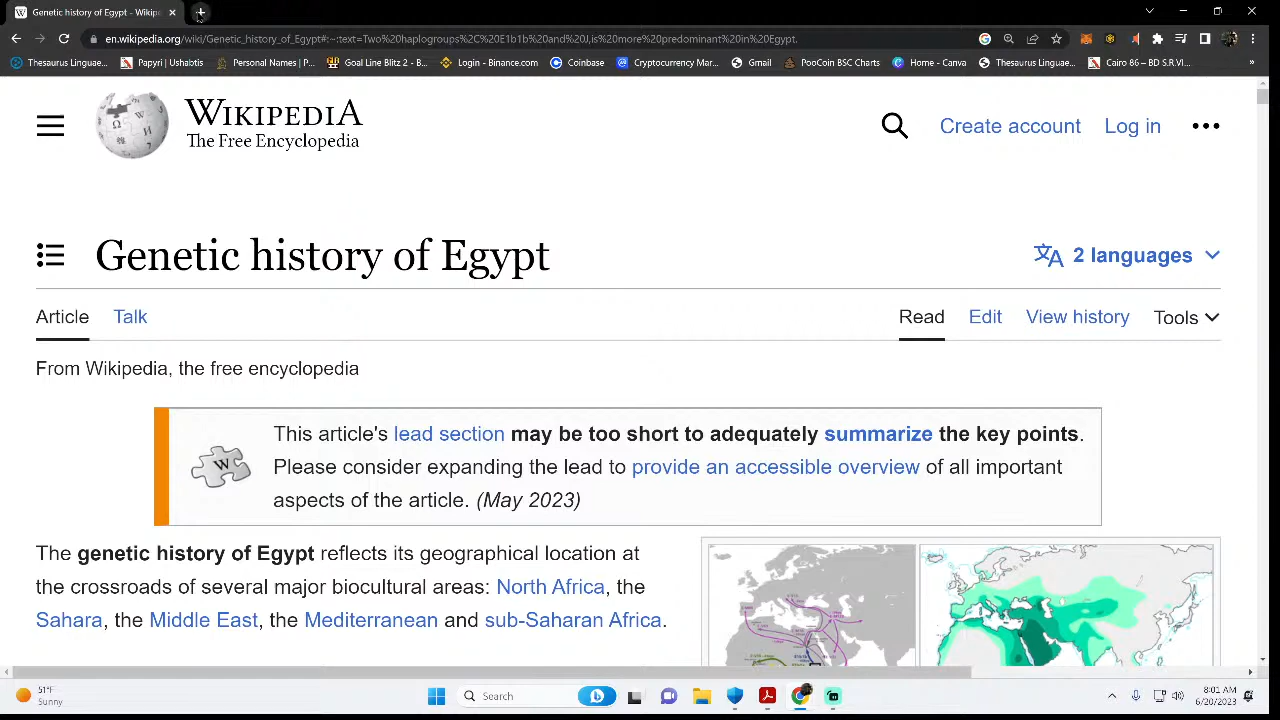 Genetic history of Egypt - Wikipe
en.wikipedia.org/wiki/Genetic_history_of_Egypt#:~:text=Two%20haplogroups%2C%20E1b1b%20and%20J,is%20more%20predominant%20in%20Egypt.
Thesaurus Linguae... Papyri | Ushabtis Personal Names | P... Goal Line Blitz 2 - B... Login - Binance.com Coinbase Cryptocurrency Mar... Gmail PooCoin BSC Charts Home - Canva Thesaurus Linguae... Cairo 86 – BD S.R.VI... »
WIKIPEDIA
The Free Encyclopedia
Create account Log in
Genetic history of Egypt
2 languages
Article Talk Read Edit View history Tools
From Wikipedia, the free encyclopedia
This article's lead section may be too short to adequately summarize the key points.
Please consider expanding the lead to provide an accessible overview of all important
aspects of the article. (May 2023)
The genetic history of Egypt reflects its geographical location at
the crossroads of several major biocultural areas: North Africa, the
Sahara, the Middle East, the Mediterranean and sub-Saharan Africa.
51°F
Sunny
Search
8:01 AM
6/20/2023